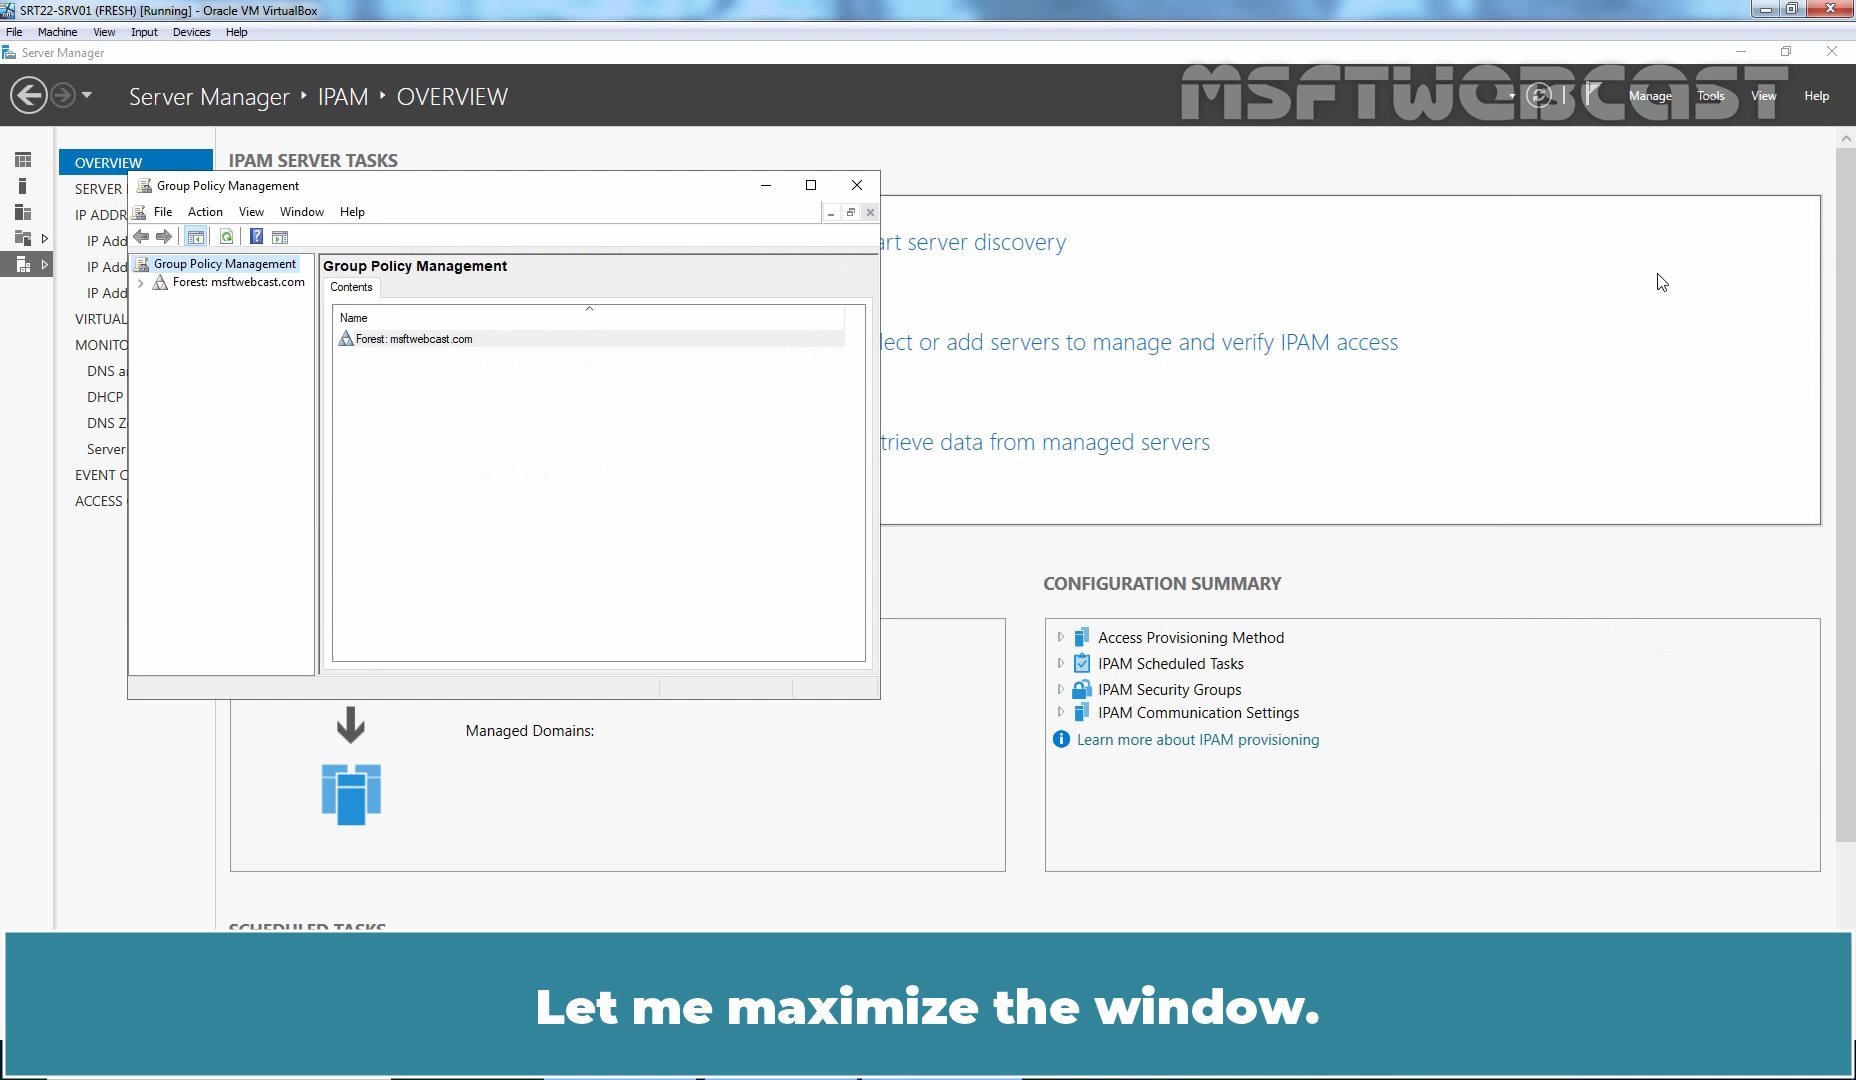 SRT22-SRV01 (FRESH) [Running] - Oracle VM VirtualBox
File Machine View Input Devices Help
Server Manager
Server Manager IPAM OVERVIEW
MSFTWEBCAST
Manage Tools View Help
OVERVIEW
IPAM SERVER TASKS
SERVER
IP ADDR
IP Add
IP Add
IP Add
VIRTUAL
MONITO
DNS a
DHCP
DNS Z
Server
EVENT C
ACCESS
Group Policy Management
File Action View Window Help
Group Policy Management
Forest: msftwebcast.com
Group Policy Management
Contents
Name
Forest: msftwebcast.com
art server discovery
lect or add servers to manage and verify IPAM access
trieve data from managed servers
Managed Domains:
CONFIGURATION SUMMARY
Access Provisioning Method
IPAM Scheduled Tasks
IPAM Security Groups
IPAM Communication Settings
Learn more about IPAM provisioning
SCHEDULED TASKS
Let me maximize the window.